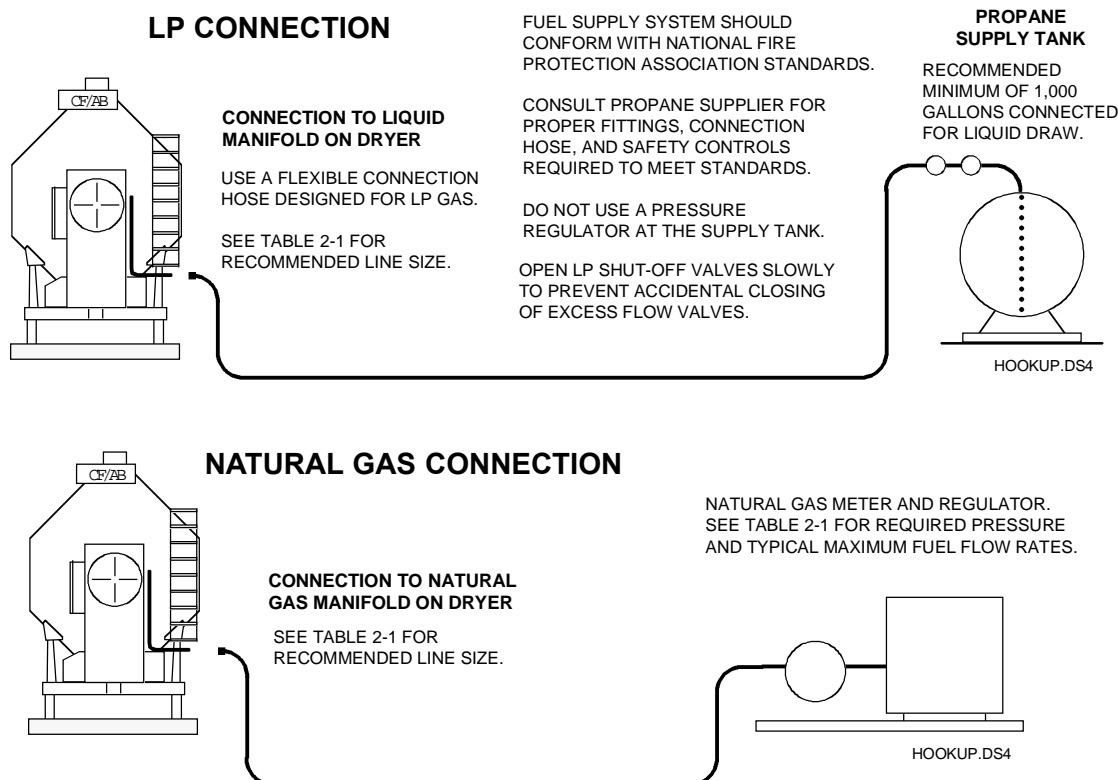 LP CONNECTION
CF/AB
CONNECTION TO LIQUID
MANIFOLD ON DRYER
USE A FLEXIBLE CONNECTION
HOSE DESIGNED FOR LP GAS.
SEE TABLE 2-1 FOR
RECOMMENDED LINE SIZE.
FUEL SUPPLY SYSTEM SHOULD
CONFORM WITH NATIONAL FIRE
PROTECTION ASSOCIATION STANDARDS.
CONSULT PROPANE SUPPLIER FOR
PROPER FITTINGS, CONNECTION
HOSE, AND SAFETY CONTROLS
REQUIRED TO MEET STANDARDS.
DO NOT USE A PRESSURE
REGULATOR AT THE SUPPLY TANK.
OPEN LP SHUT-OFF VALVES SLOWLY
TO PREVENT ACCIDENTAL CLOSING
OF EXCESS FLOW VALVES.
PROPANE
SUPPLY TANK
RECOMMENDED
MINIMUM OF 1,000
GALLONS CONNECTED
FOR LIQUID DRAW.
HOOKUP.DS4
NATURAL GAS CONNECTION
CF/AB
CONNECTION TO NATURAL
GAS MANIFOLD ON DRYER
SEE TABLE 2-1 FOR
RECOMMENDED LINE SIZE.
NATURAL GAS METER AND REGULATOR.
SEE TABLE 2-1 FOR REQUIRED PRESSURE
AND TYPICAL MAXIMUM FUEL FLOW RATES.
HOOKUP.DS4